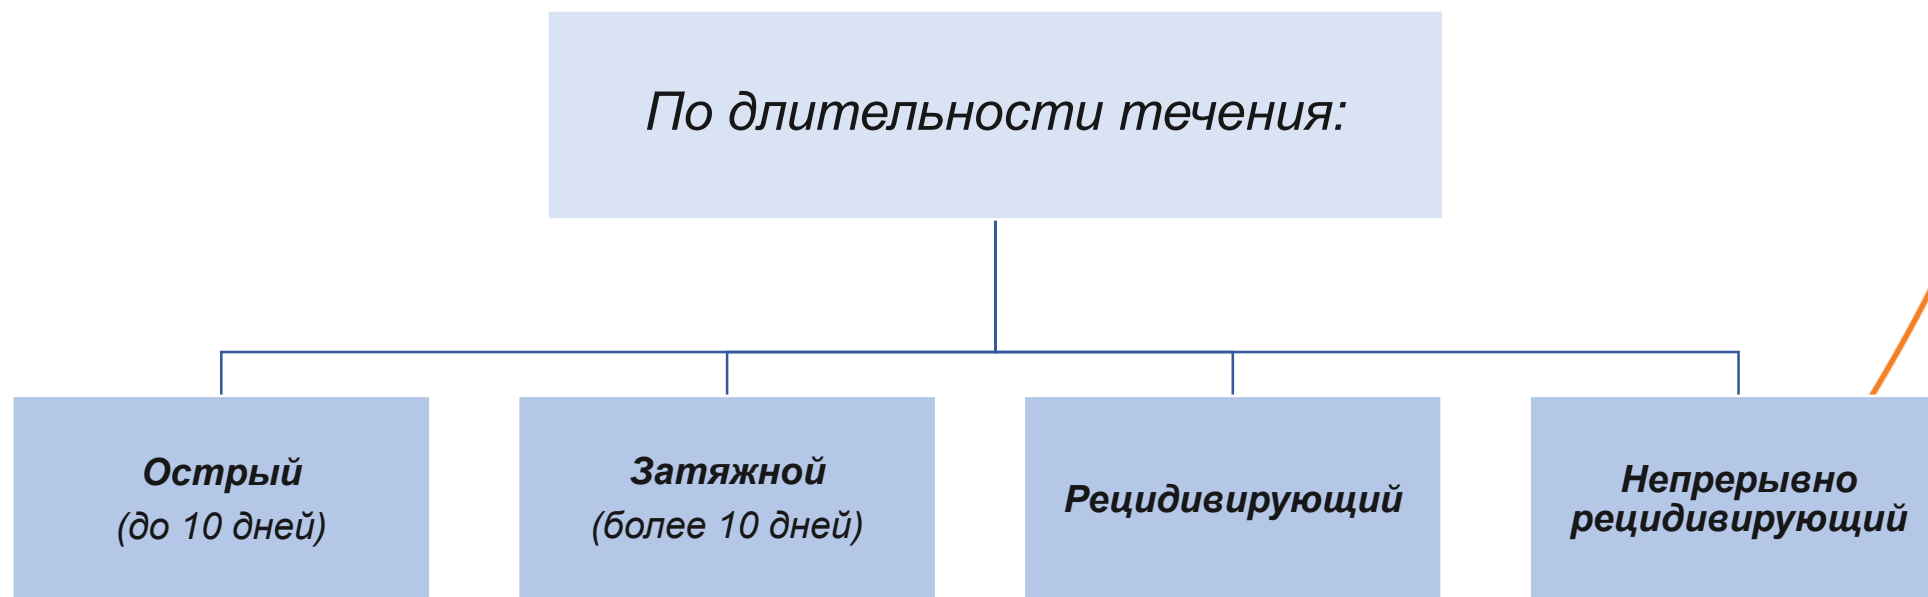 По длительности течения:
Острый
(до 10 дней)
Затяжной
(более 10 дней)
Рецидивирующий
Непрерывно
рецидивирующий